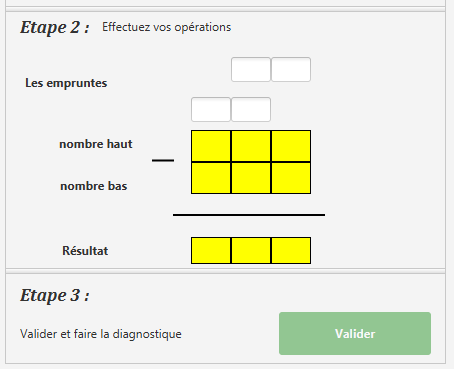 Etape 2 : Effectuez vos opérations
Les empruntes
nombre haut
nombre bas
Résultat
Etape 3 :
Valider et faire la diagnostique Valider